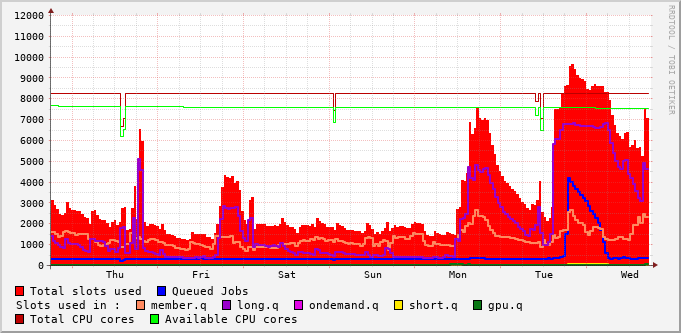 RRDTOOL / TOBI OETIKER
12000
11000
10000
9000
8000
7000
6000
5000
4000
3000
2000
1000
0
Thu Fri Sat Sun Mon Tue Wed
Total slots used Queued Jobs
Slots used in : member.q long.q ondemand.q short.q gpu.q
Total CPU cores Available CPU cores